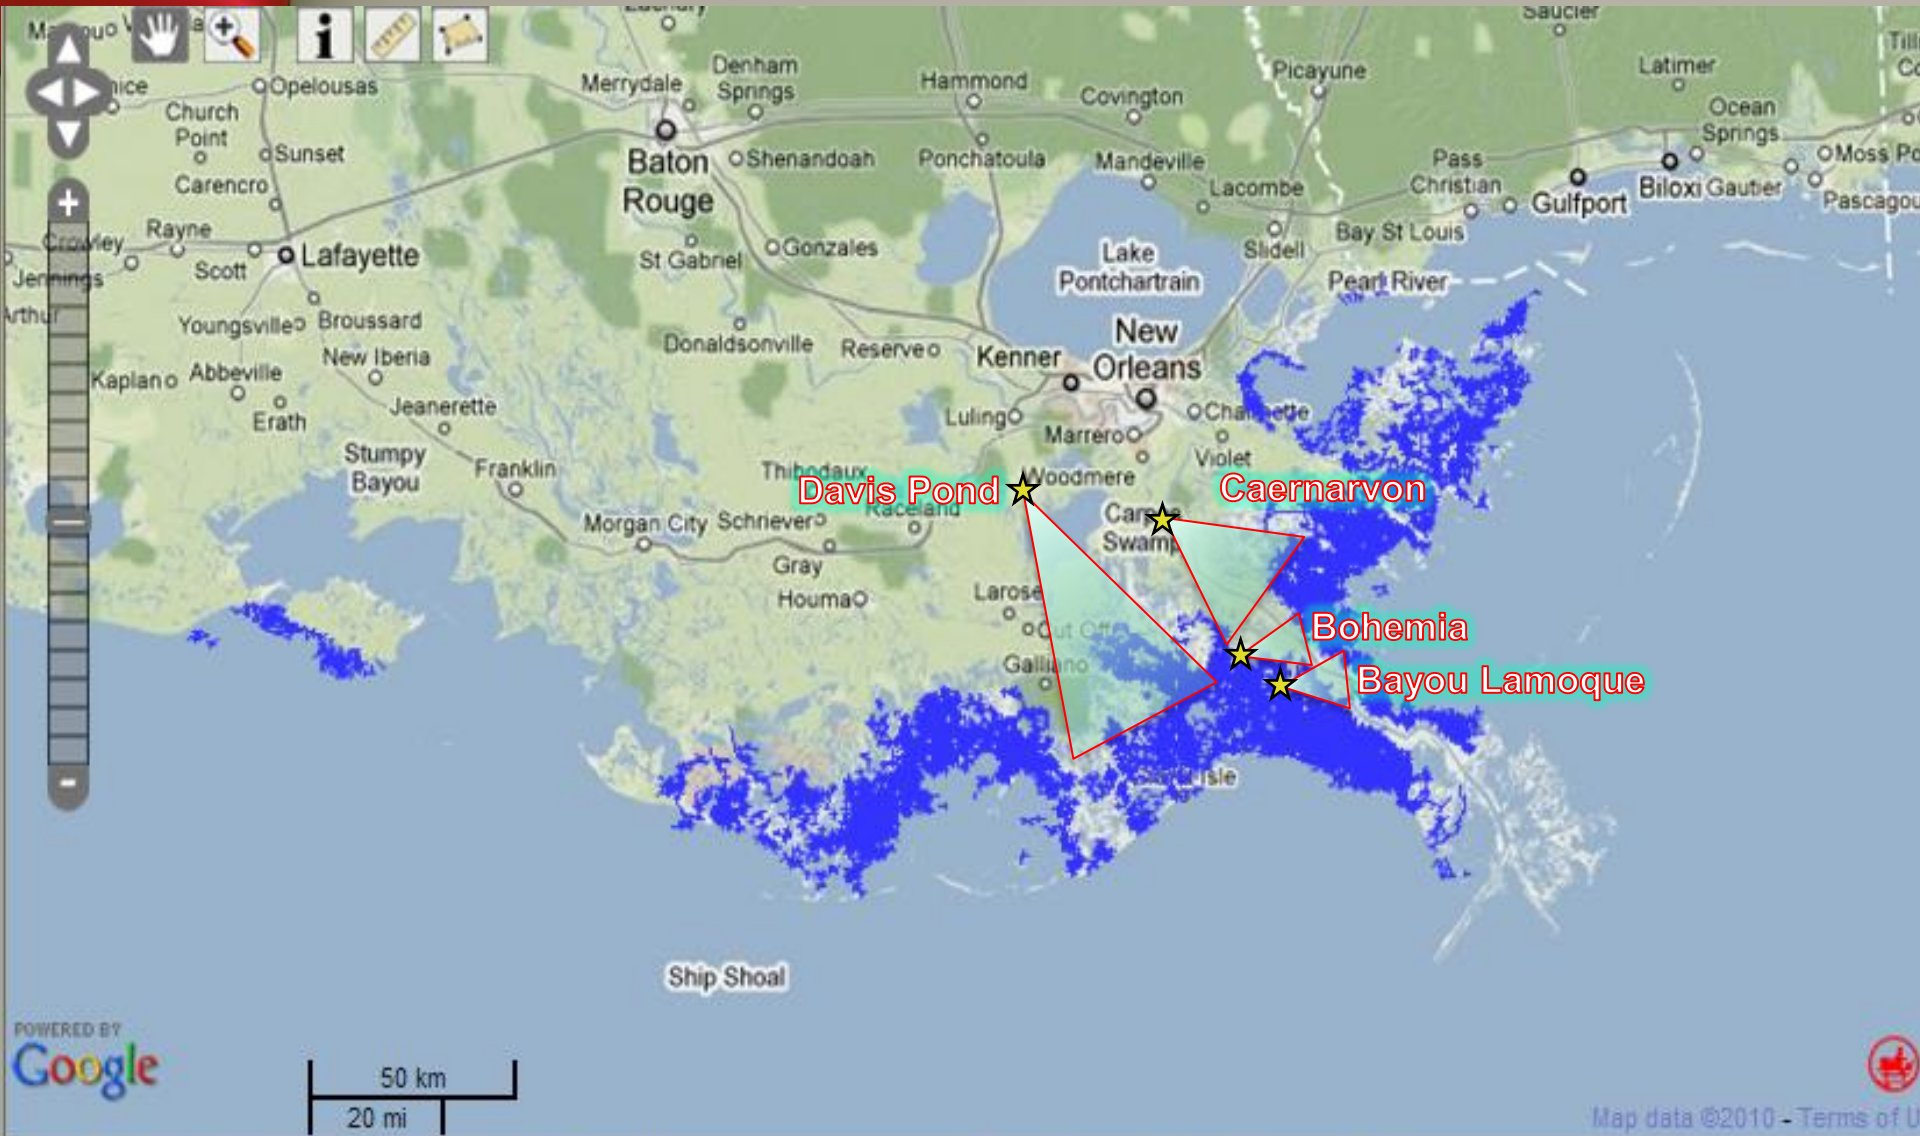 Zachary
Saucier
Opelousas
Merrydale
Denham
Springs
Hammond
Covington
Picayune
Latimer
Church
Point
Sunset
Baton
Rouge
Shenandoah
Ponchatoula
Mandeville
Lacombe
Pass
Christian
Ocean
Springs
Gulfport
Biloxi
Gautier
Carencro
Rayne
Crowley
Scott
Lafayette
Jennings
St Gabriel
Gonzales
Lake
Pontchartrain
Slidell
Bay St Louis
Pearl River
Youngsville
Broussard
Donaldsonville
Reserve
Kenner
New
Orleans
Kaplan
Abbeville
New Iberia
Erath
Jeanerette
Luling
Marrero
Violet
Stumpy
Bayou
Franklin
Thibodaux
Woodmere
Davis Pond
Caernarvon
Morgan City
Schriever
Raceland
Swamp
Gray
Houma
Larose
Cut Off
Galliano
Bohemia
Bayou Lamoque
Ship Shoal
POWERED BY
Google
50 km
20 mi
Map data ©2010 - Terms of U